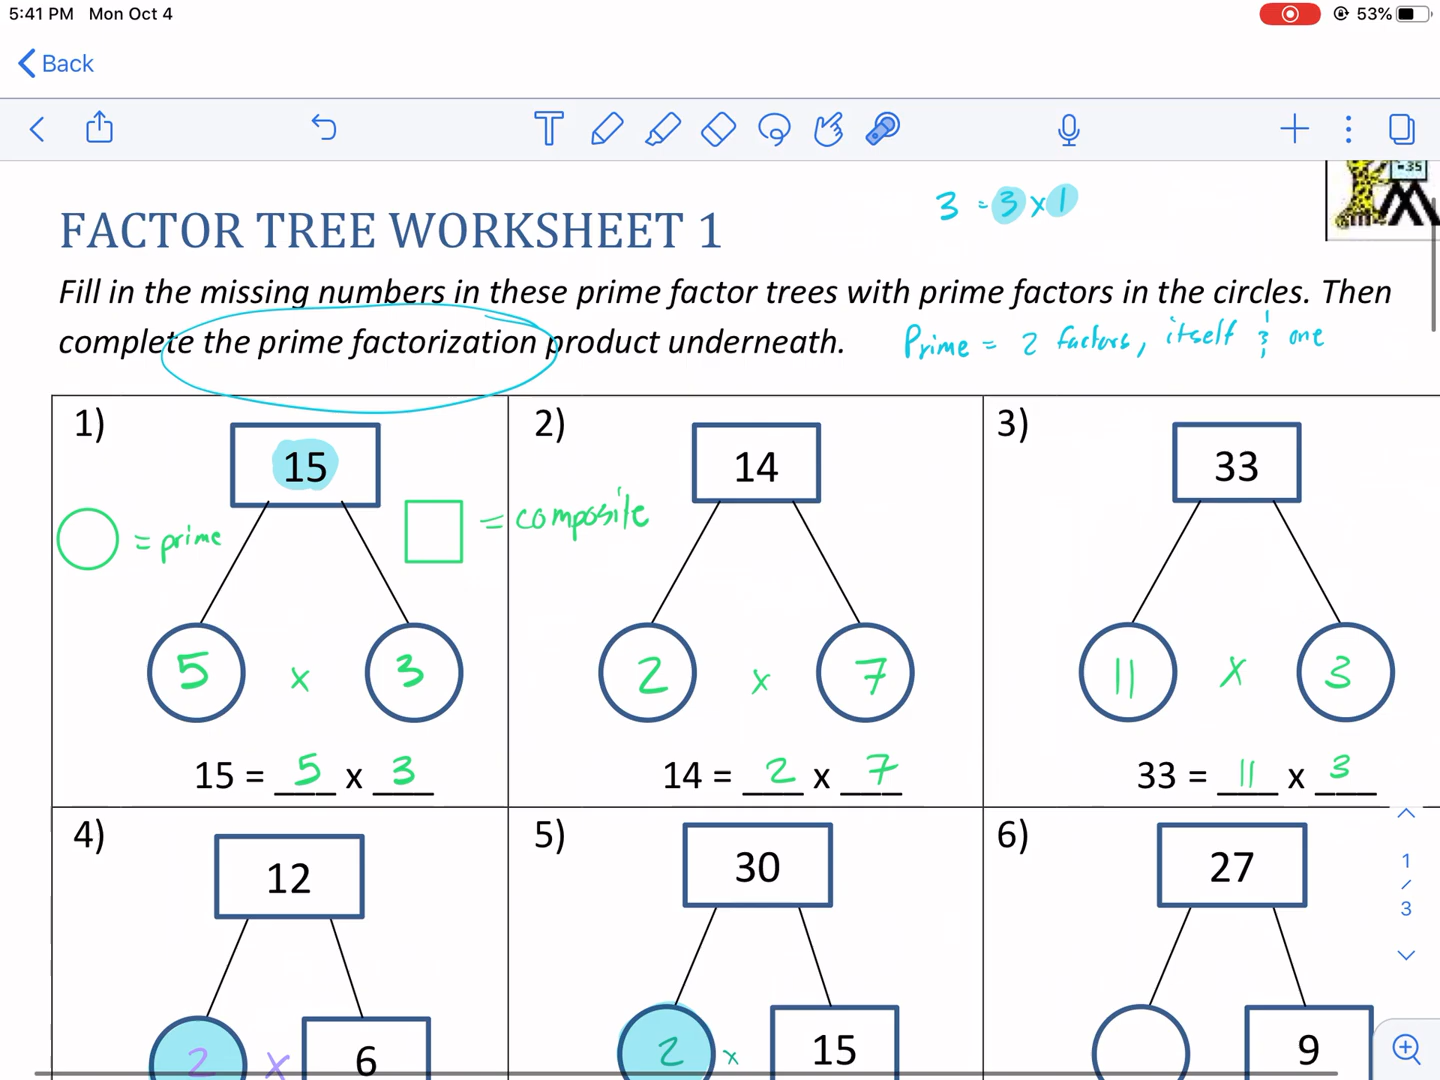 5:41 PM Mon Oct 4
53%
Back
-35
3 = 3 x 1
FACTOR TREE WORKSHEET 1
Fill in the missing numbers in these prime factor trees with prime factors in the circles. Then
complete the prime factorization product underneath.
Prime = 2 factors, itself & one
1)
15
= prime
= composite
5 x 3
15 = 5 x 3
2)
14
2 x 7
14 = 2 x 7
3)
33
11 x 3
33 = 11 x 3
4)
12
2 x 6
5)
30
2 x 15
6)
27
9
1
/
3